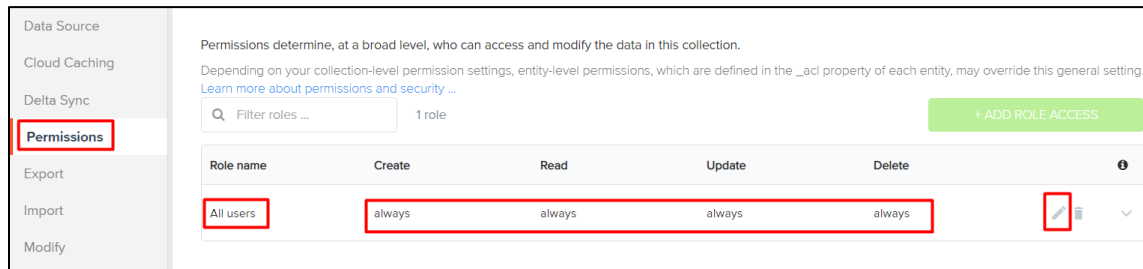 Data Source
Cloud Caching
Delta Sync
Permissions
Export
Import
Modify
Permissions determine, at a broad level, who can access and modify the data in this collection.
Depending on your collection-level permission settings, entity-level permissions, which are defined in the _acl property of each entity, may override this general setting.
Learn more about permissions and security ...
Filter roles ... 1 role + ADD ROLE ACCESS
Role name Create Read Update Delete
All users always always always always